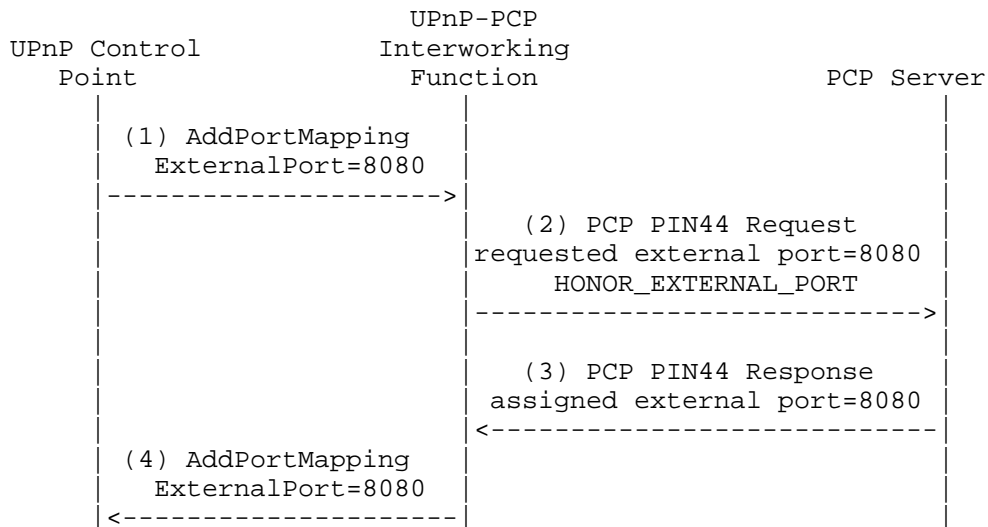 UPnP-PCP
UPnP Control Interworking
Point Function PCP Server
(1) AddPortMapping
ExternalPort=8080
(2) PCP PIN44 Request
requested external port=8080
HONOR_EXTERNAL_PORT
(3) PCP PIN44 Response
assigned external port=8080
(4) AddPortMapping
ExternalPort=8080